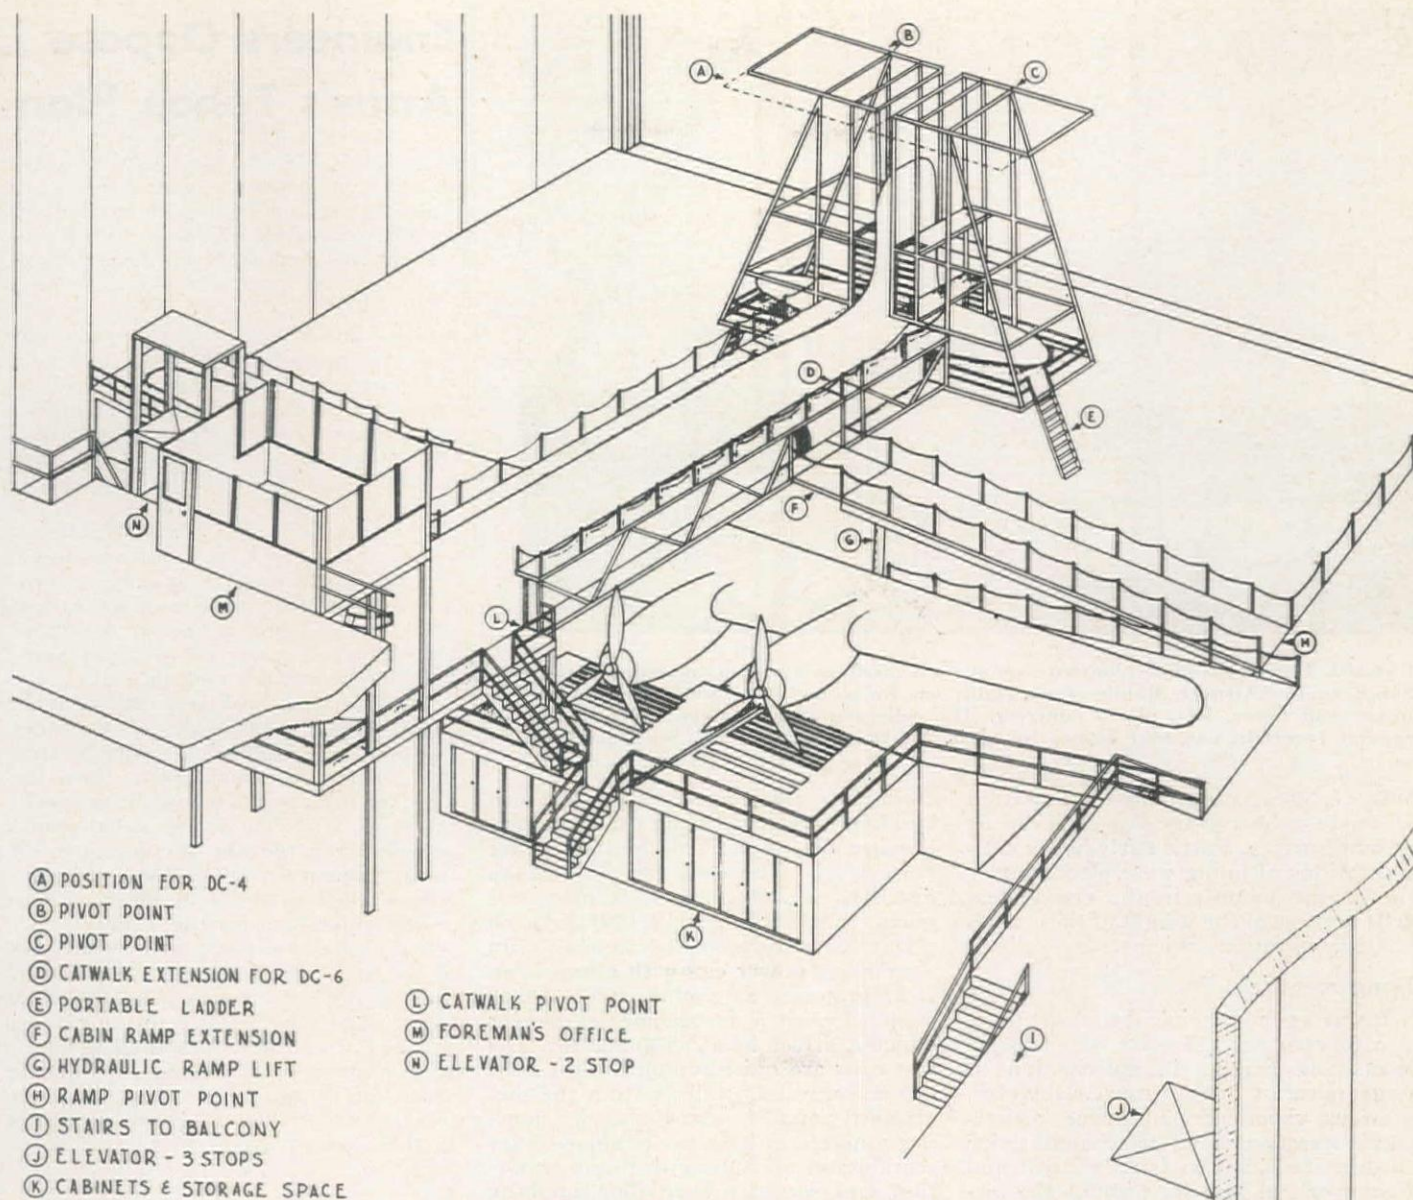 B
A
C
D
E
F
N
G
M
L
H
K
I
J
Ⓐ POSITION FOR DC-4
Ⓑ PIVOT POINT
Ⓒ PIVOT POINT
Ⓓ CATWALK EXTENSION FOR DC-6
Ⓔ PORTABLE LADDER
Ⓕ CABIN RAMP EXTENSION
Ⓖ HYDRAULIC RAMP LIFT
Ⓗ RAMP PIVOT POINT
Ⓘ STAIRS TO BALCONY
Ⓙ ELEVATOR - 3 STOPS
Ⓚ CABINETS & STORAGE SPACE
Ⓛ CATWALK PIVOT POINT
Ⓜ FOREMAN'S OFFICE
Ⓝ ELEVATOR - 2 STOP